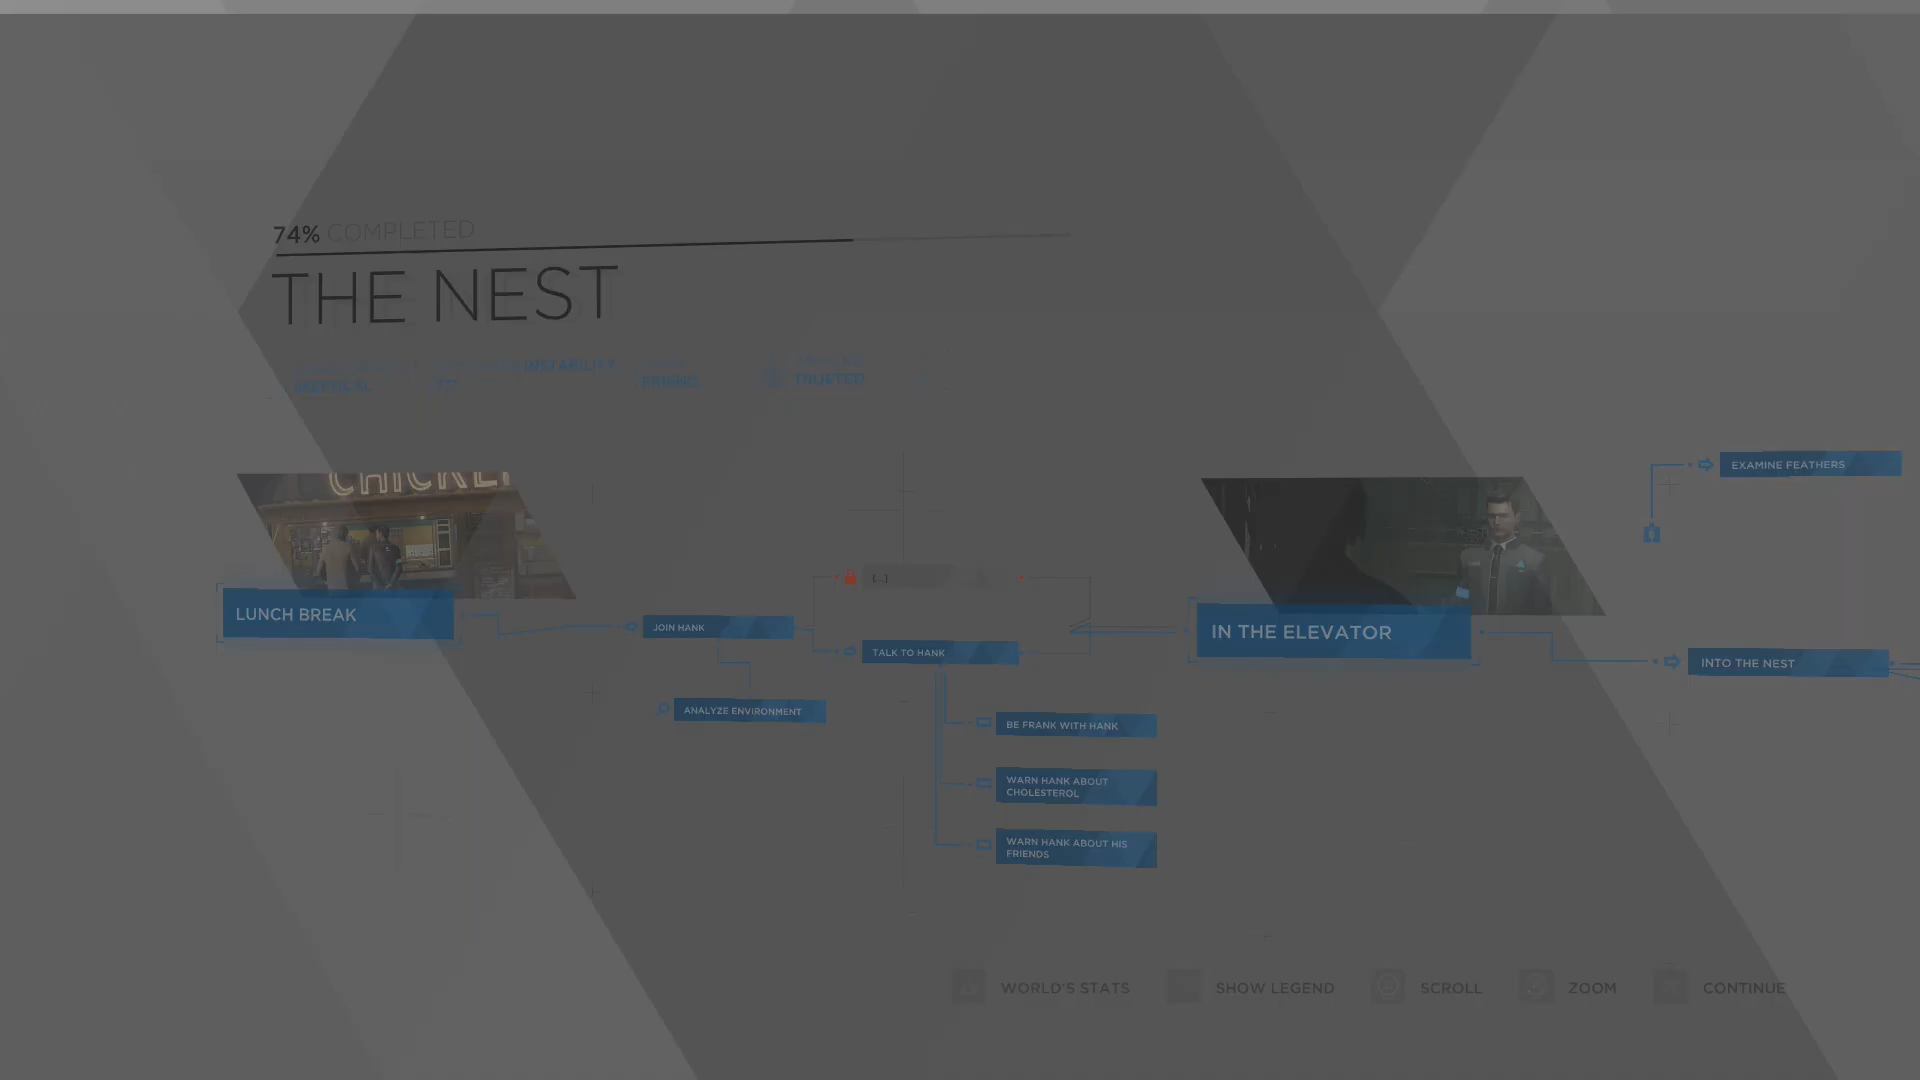 74% COMPLETED
THE NEST
INSTABILITY
FRIEND
TRUSTED
CHICKEN
LUNCH BREAK
JOIN HANK
ANALYZE ENVIRONMENT
[...]
TALK TO HANK
BE FRANK WITH HANK
WARN HANK ABOUT
CHOLESTEROL
WARN HANK ABOUT HIS
FRIENDS
IN THE ELEVATOR
EXAMINE FEATHERS
INTO THE NEST
WORLD'S STATS
SHOW LEGEND
SCROLL
ZOOM
CONTINUE